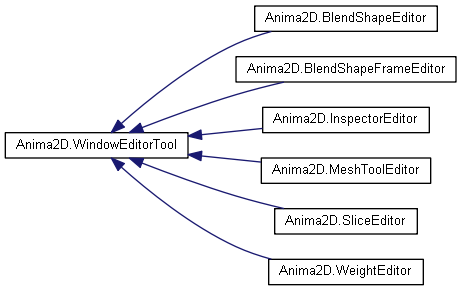 Anima2D.BlendShapeEditor
Anima2D.BlendShapeFrameEditor
Anima2D.InspectorEditor
Anima2D.WindowEditorTool
Anima2D.MeshToolEditor
Anima2D.SliceEditor
Anima2D.WeightEditor